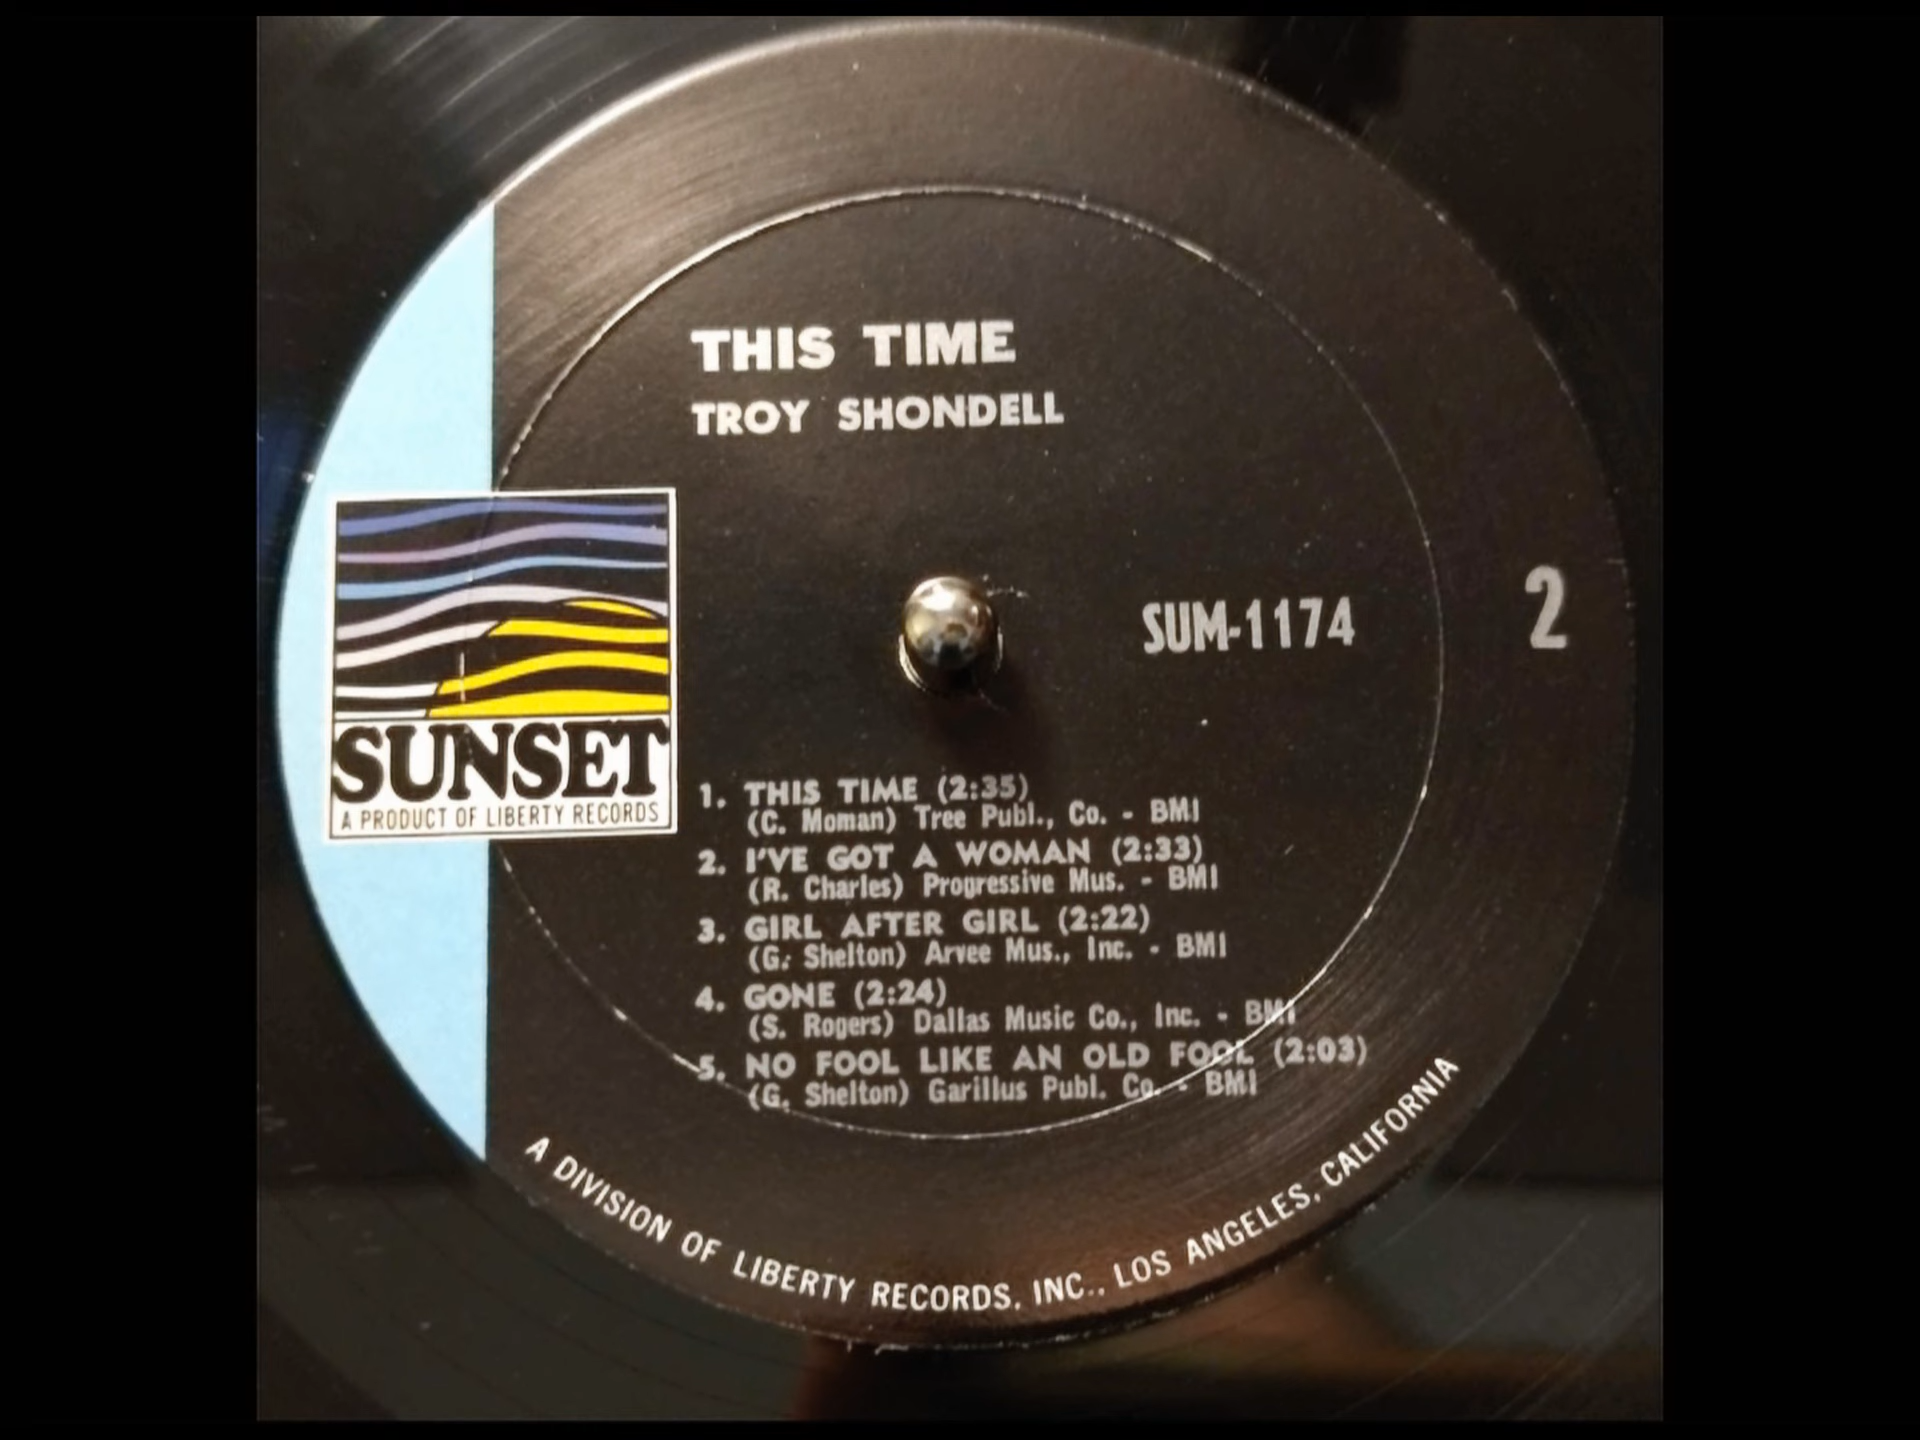 THIS TIME
TROY SHONDELL
SUNSET
A PRODUCT OF LIBERTY RECORDS
SUM-1174
2
1. THIS TIME (2:35)
(C. Moman) Tree Publ., Co. - BMI
2. I'VE GOT A WOMAN (2:33)
(R. Charles) Progressive Mus. - BMI
3. GIRL AFTER GIRL (2:22)
(G. Shelton) Arvee Mus., Inc. - BMI
4. GONE (2:24)
(S. Rogers) Dallas Music Co., Inc. - BMI
5. NO FOOL LIKE AN OLD FOOL (2:03)
(G. Shelton) Garillus Publ. Co. - BMI
A DIVISION OF LIBERTY RECORDS, INC., LOS ANGELES, CALIFORNIA